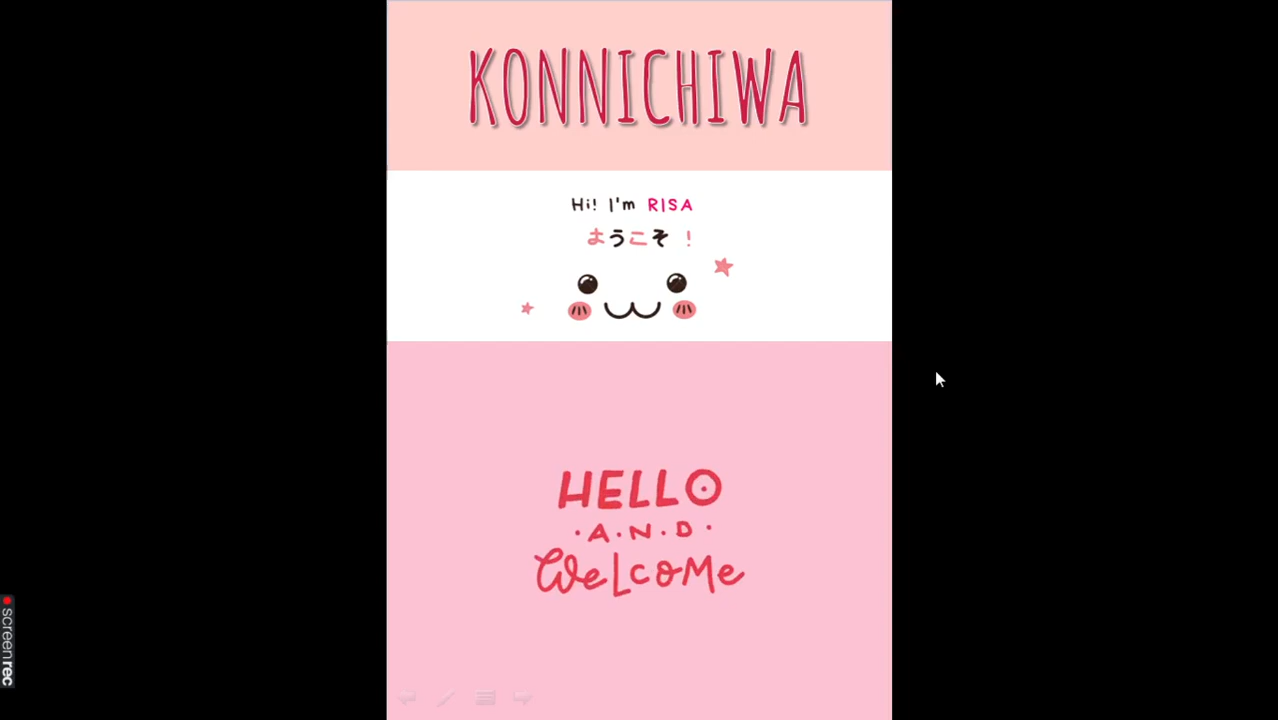 KONNICHIWA
Hi! I'm RISA
ようこそ !
HELLO
·A·N·D·
WeLcoMe
screenrec